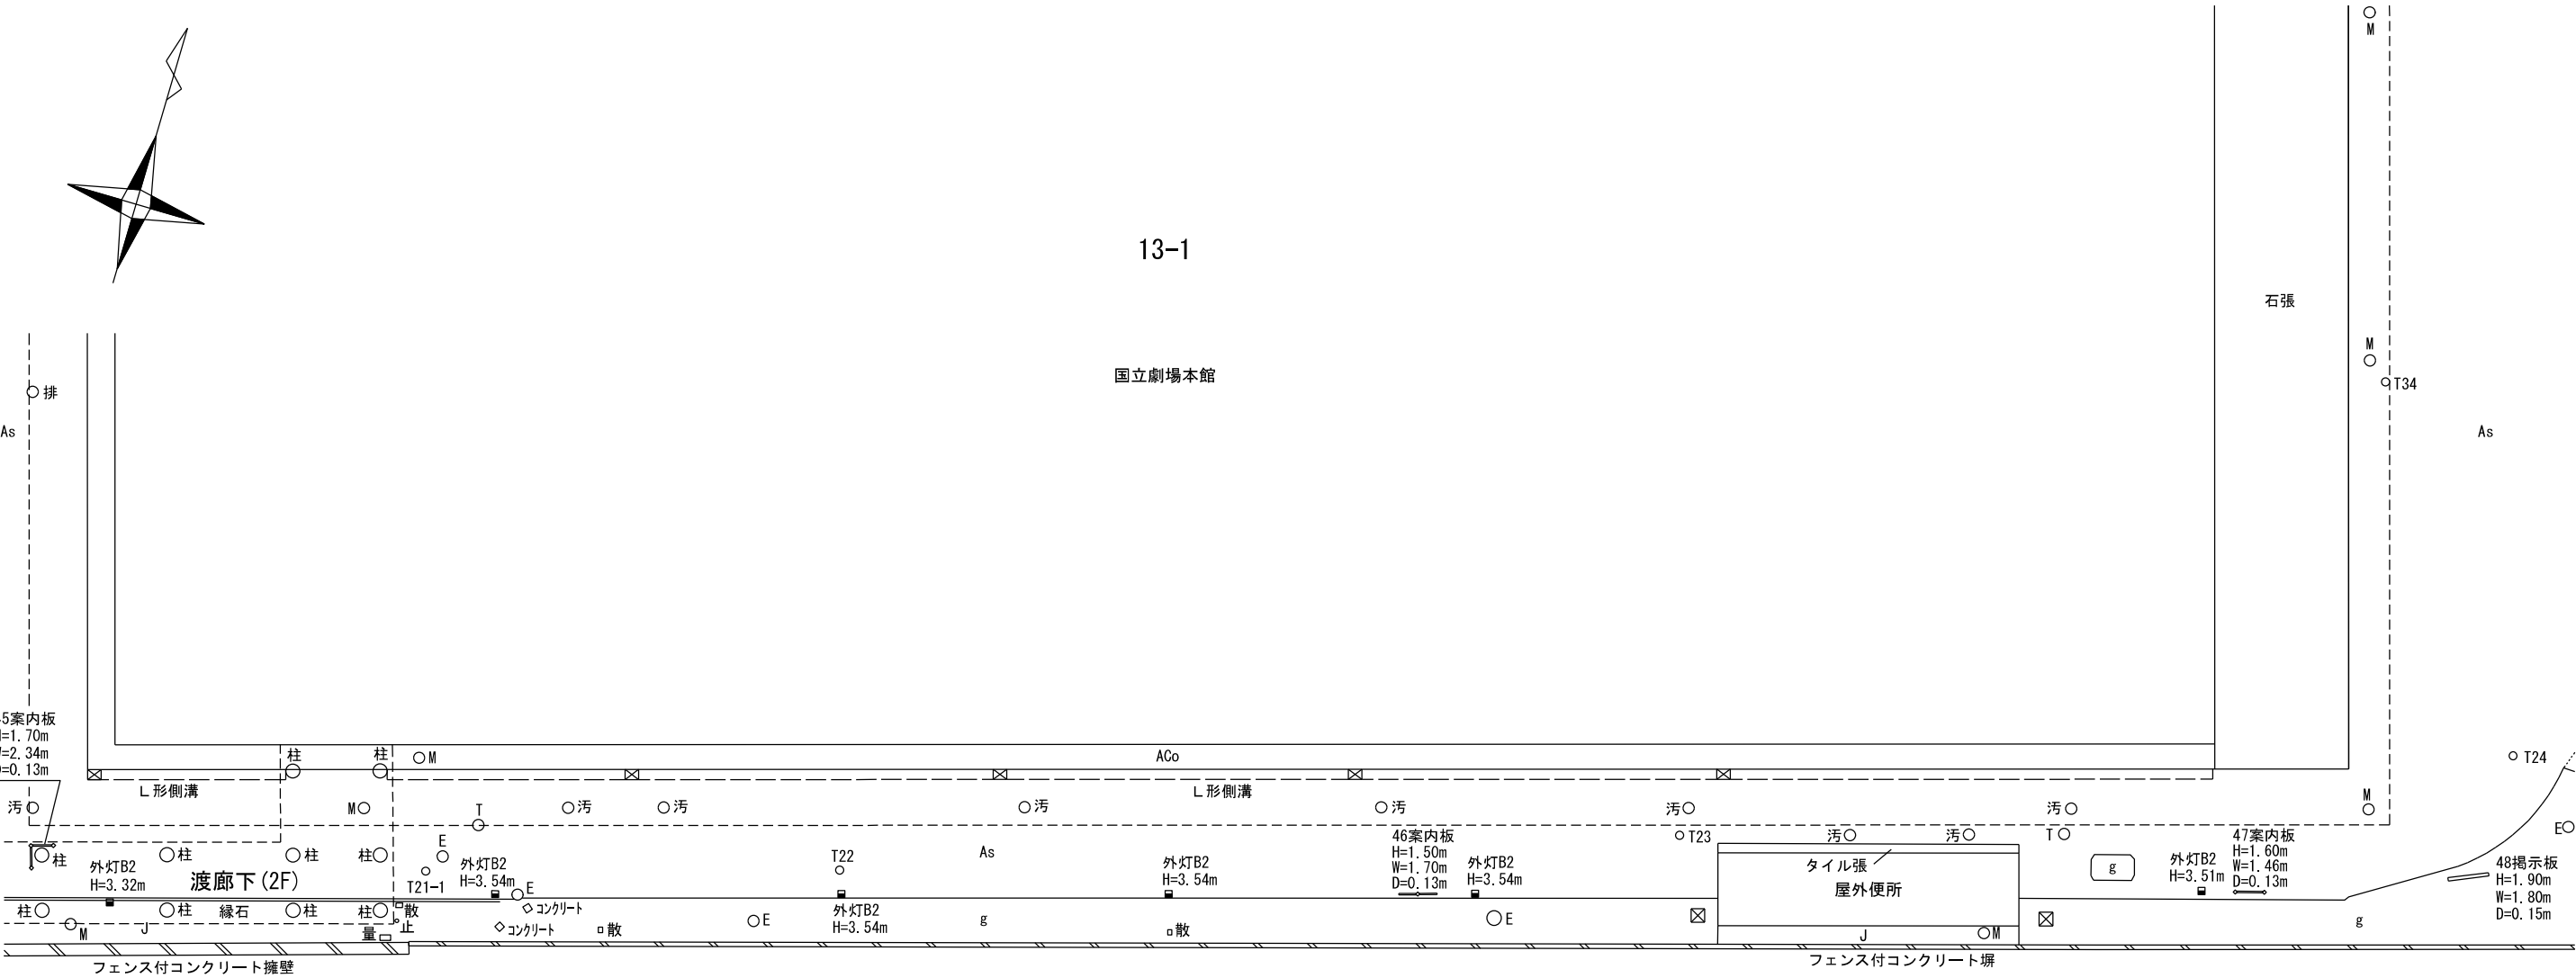 M
13-1
石張
国立劇場本館
M
T34
排
As
As
5案内板
=1.70m
=2.34m
=0.13m
柱
柱
M
ACo
T24
L形側溝
L形側溝
汚
M
T
汚
汚
汚
汚
汚
汚
M
E
E
T23
汚
汚
T
46案内板
H=1.50m
W=1.70m
D=0.13m
47案内板
H=1.60m
W=1.46m
D=0.13m
柱
柱
柱
柱
T22
As
外灯B2
H=3.32m
渡廊下(2F)
T21-1
外灯B2
H=3.54m
外灯B2
H=3.54m
外灯B2
H=3.54m
タイル張
屋外便所
g
外灯B2
H=3.51m
48掲示板
H=1.90m
W=1.80m
D=0.15m
E
柱
柱
縁石
柱
柱
散
止
量
コンクリート
コンクリート
散
E
外灯B2
H=3.54m
g
散
E
g
M
J
J
M
フェンス付コンクリート擁壁
フェンス付コンクリート塀